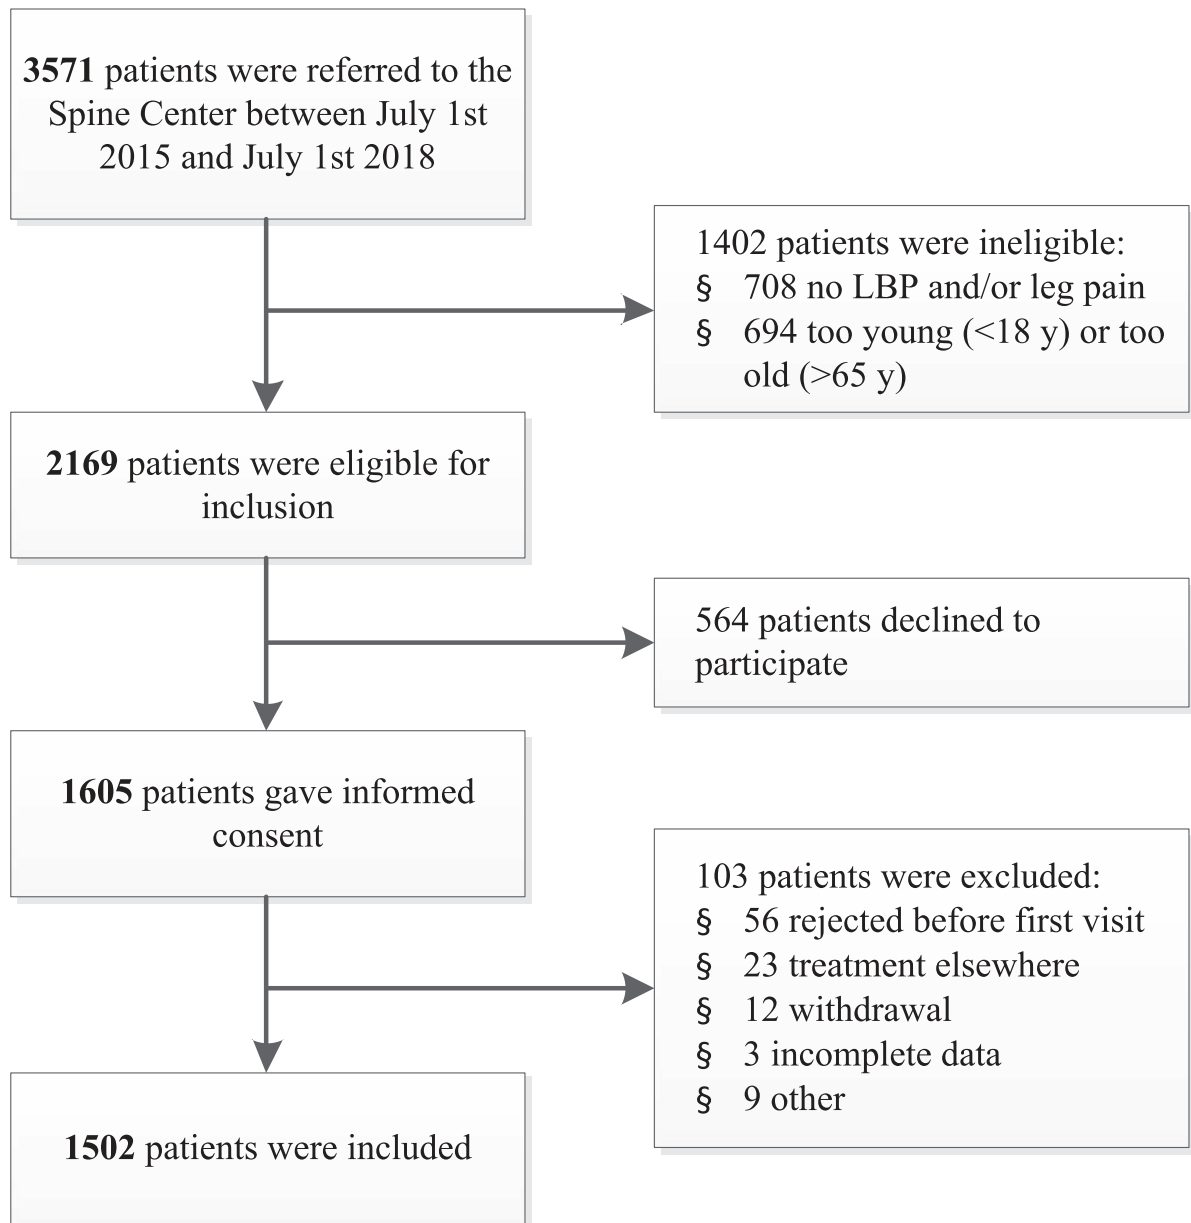 3571 patients were referred to the
Spine Center between July 1st
2015 and July 1st 2018
1402 patients were ineligible:
§ 708 no LBP and/or leg pain
§ 694 too young (<18 y) or too
old (>65 y)
2169 patients were eligible for
inclusion
564 patients declined to
participate
1605 patients gave informed
consent
103 patients were excluded:
§ 56 rejected before first visit
§ 23 treatment elsewhere
§ 12 withdrawal
§ 3 incomplete data
§ 9 other
1502 patients were included